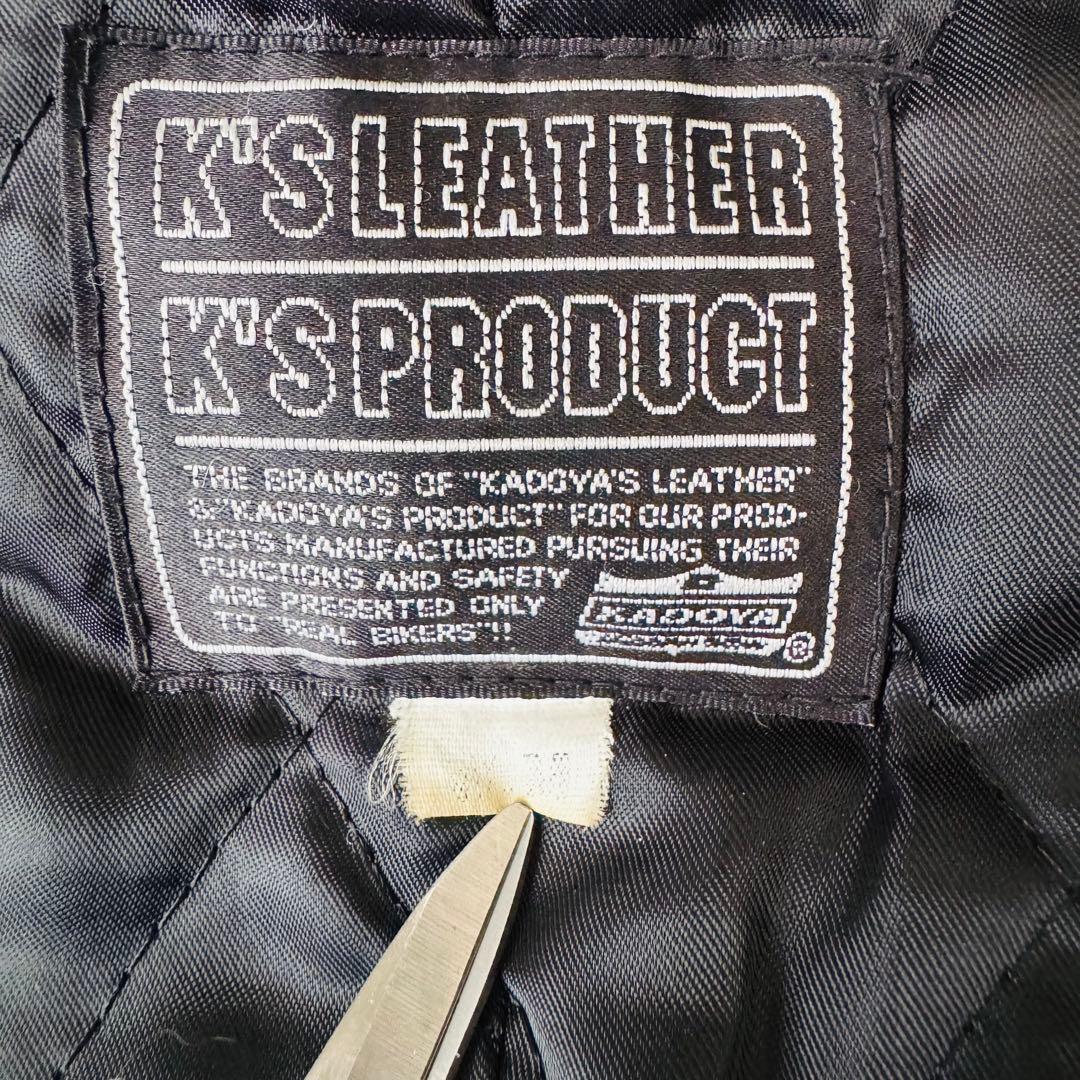 K'S LEATHER
K'S PRODUCT
THE BRANDS OF "KADOYA'S LEATHER"
&"KADOYA'S PRODUCT" FOR OUR PROD-
UCTS MANUFACTURED PURSUING THEIR
FUNCTIONS AND SAFETY
ARE PRESENTED ONLY
TO "REAL BIKERS"!!
KADOYA
®